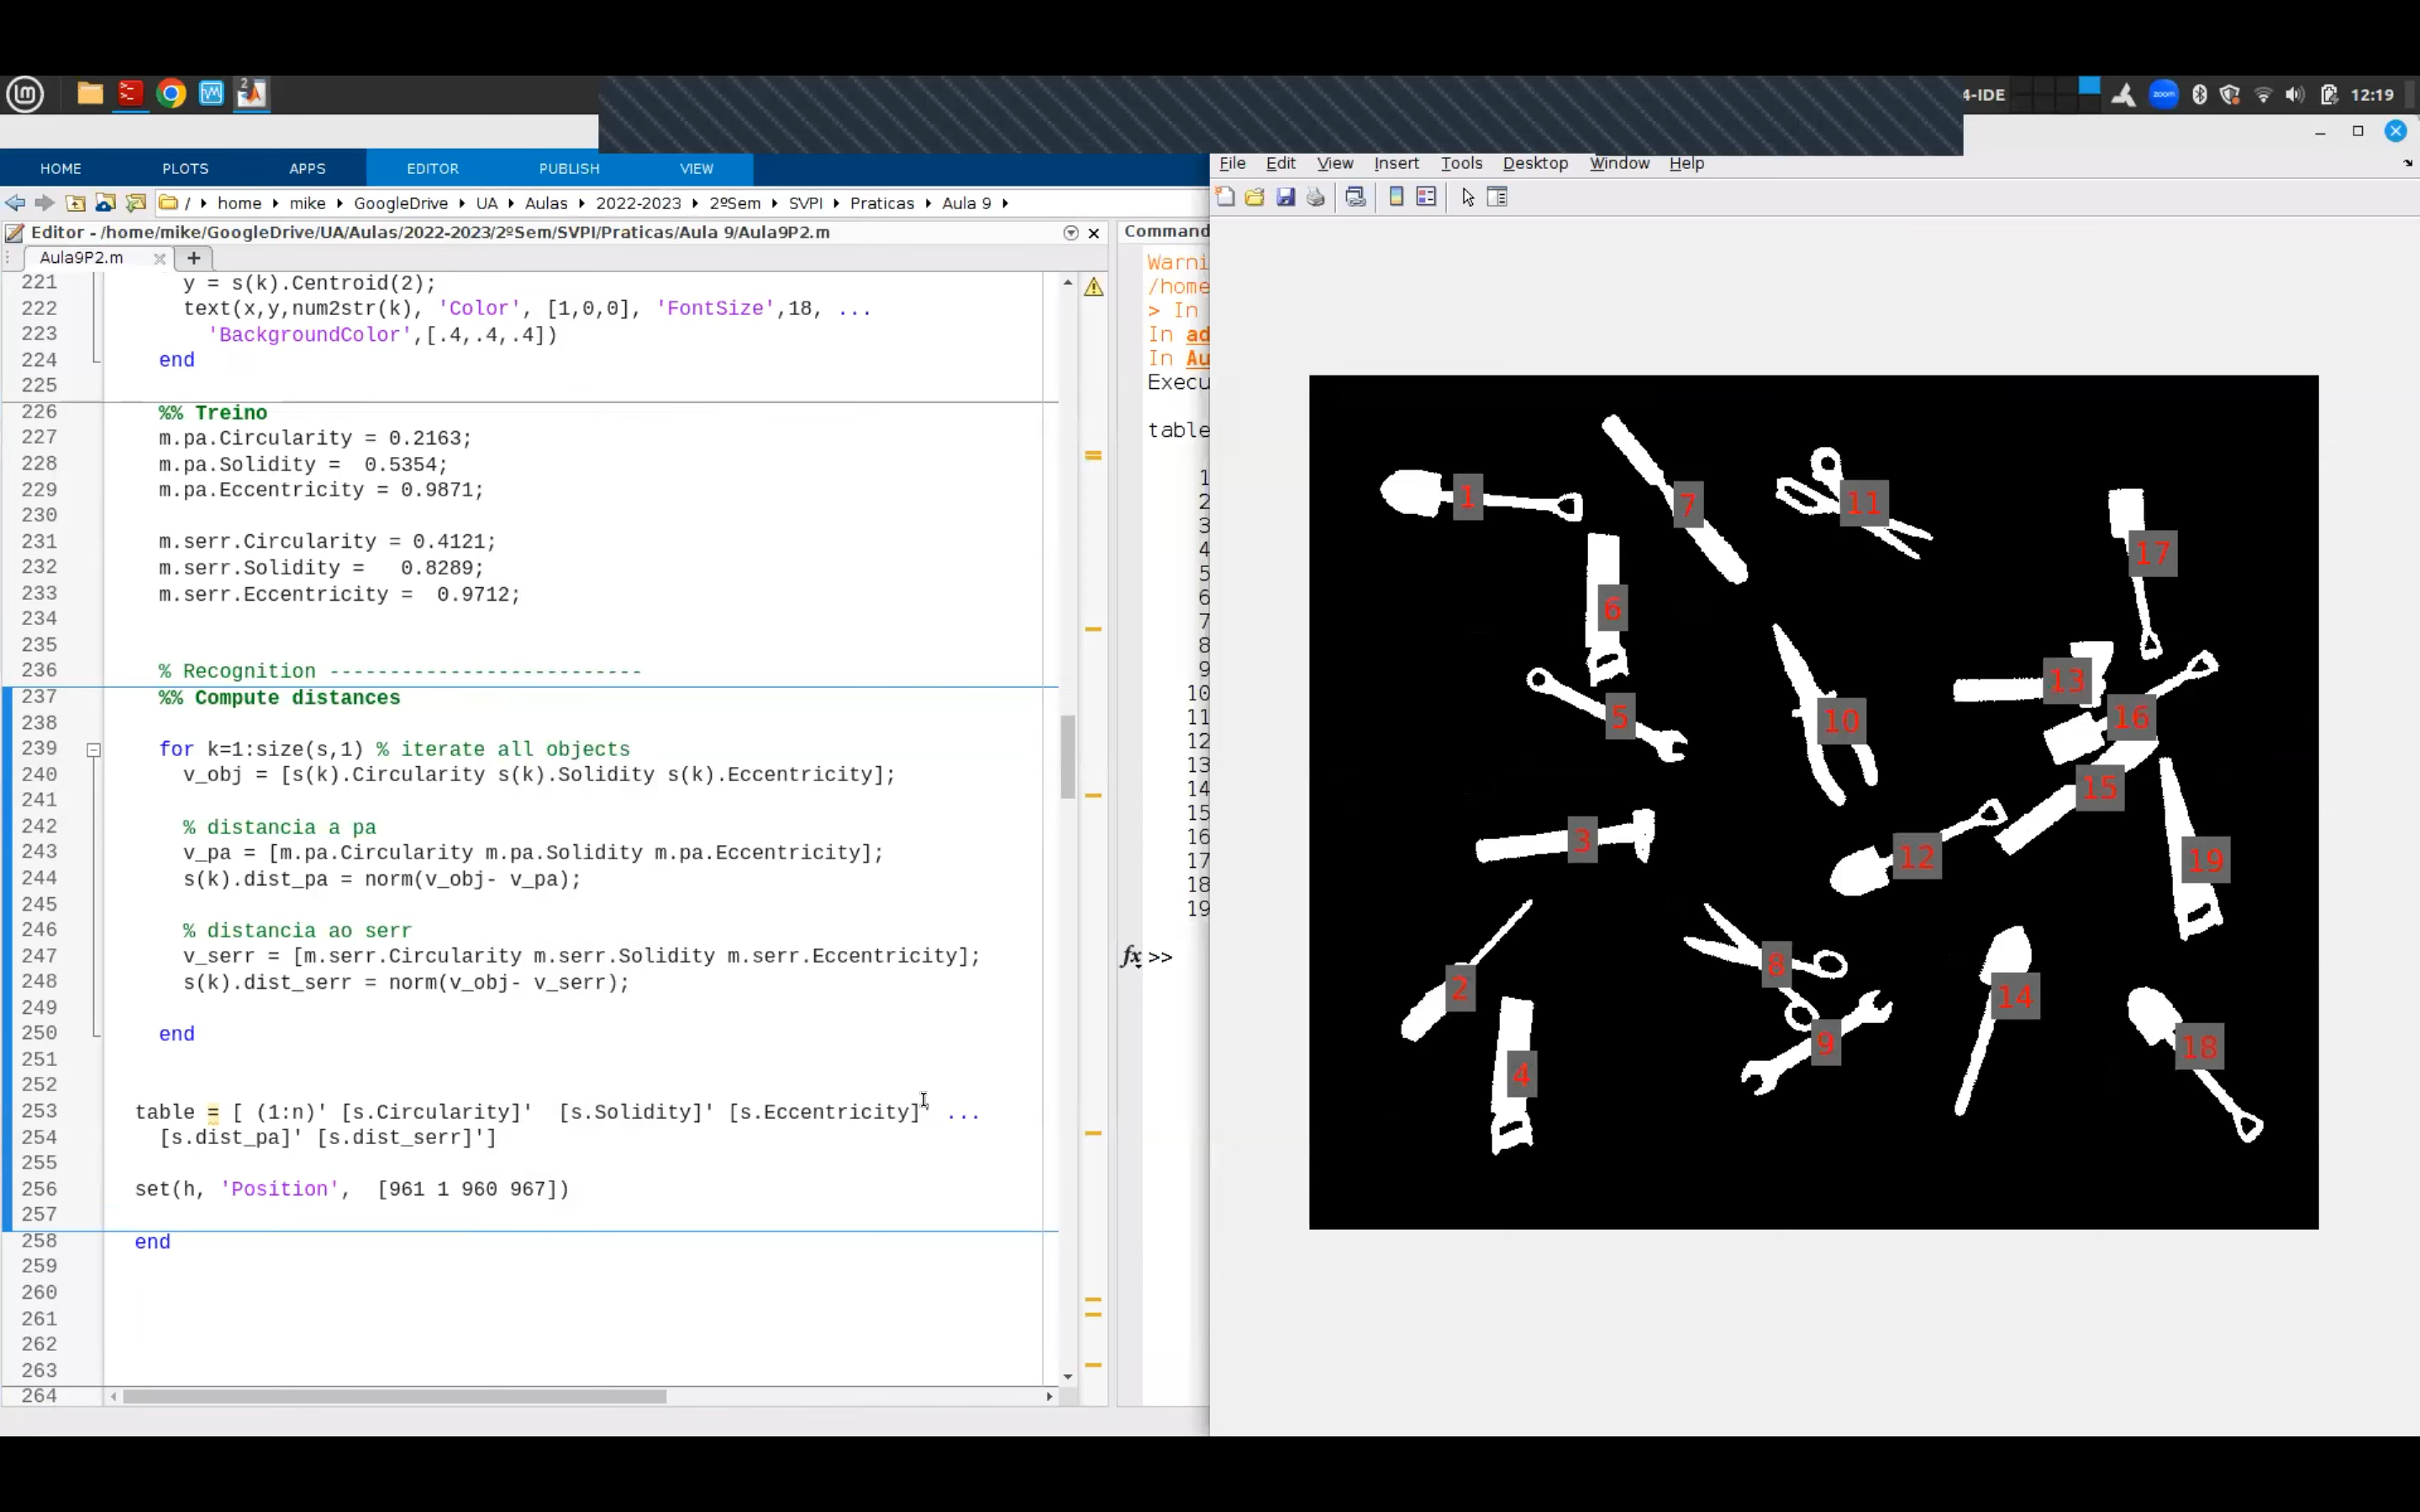 4-IDE
zoom
12:19
2
HOME PLOTS APPS EDITOR PUBLISH VIEW
/ home mike GoogleDrive UA Aulas 2022-2023 2ºSem SVPI Praticas Aula 9
Editor - /home/mike/GoogleDrive/UA/Aulas/2022-2023/2ºSem/SVPI/Praticas/Aula 9/Aula9P2.m
Aula9P2.m
221 y = s(k).Centroid(2);
222 text(x,y,num2str(k), 'Color', [1,0,0], 'FontSize',18, ...
223 'BackgroundColor',[.4,.4,.4])
224 end
225
226 %% Treino
227 m.pa.Circularity = 0.2163;
228 m.pa.Solidity = 0.5354;
229 m.pa.Eccentricity = 0.9871;
230
231 m.serr.Circularity = 0.4121;
232 m.serr.Solidity = 0.8289;
233 m.serr.Eccentricity = 0.9712;
234
235
236 % Recognition --------------------------
237 %% Compute distances
238
239 for k=1:size(s,1) % iterate all objects
240 v_obj = [s(k).Circularity s(k).Solidity s(k).Eccentricity];
241
242 % distancia a pa
243 v_pa = [m.pa.Circularity m.pa.Solidity m.pa.Eccentricity];
244 s(k).dist_pa = norm(v_obj- v_pa);
245
246 % distancia ao serr
247 v_serr = [m.serr.Circularity m.serr.Solidity m.serr.Eccentricity];
248 s(k).dist_serr = norm(v_obj- v_serr);
249
250 end
251
252
253 table = [ (1:n)' [s.Circularity]' [s.Solidity]' [s.Eccentricity]' ...
254 [s.dist_pa]' [s.dist_serr]']
255
256 set(h, 'Position', [961 1 960 967])
257
258 end
259
260
261
262
263
264
Command
Warni
/home
> In
In ad
In Au
Execu
table
1
2
3
4
5
6
7
8
9
10
11
12
13
14
15
16
17
18
19
fx >>
File Edit View Insert Tools Desktop Window Help
1
7
11
17
6
13
5
10
16
15
3
12
19
8
2
14
9
18
4